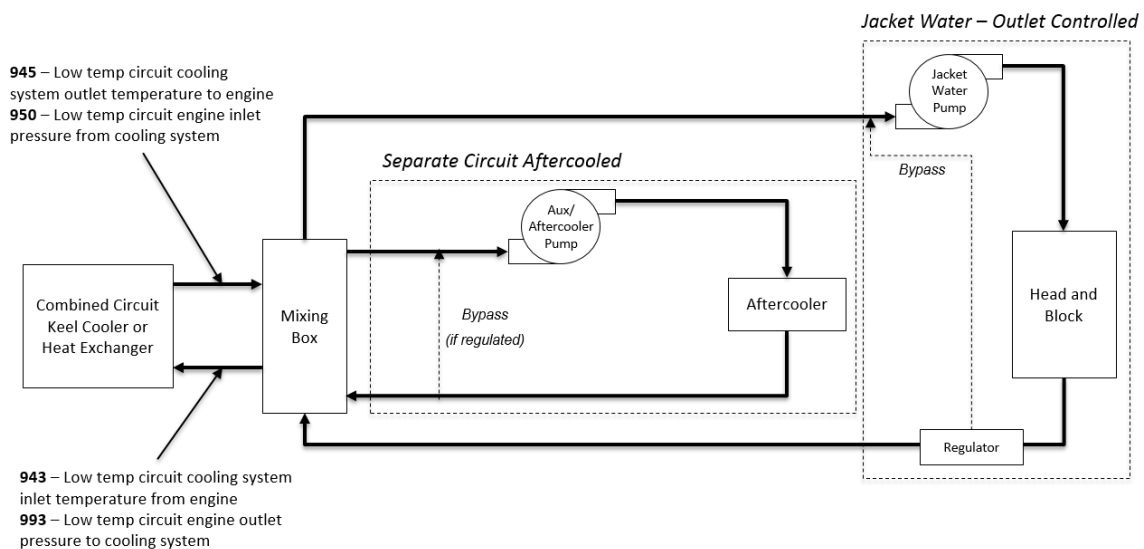 Jacket Water – Outlet Controlled
945 – Low temp circuit cooling
system outlet temperature to engine
950 – Low temp circuit engine inlet
pressure from cooling system
Jacket
Water
Pump
Separate Circuit Aftercooled
Bypass
Aux/
Aftercooler
Pump
Combined Circuit
Keel Cooler or
Heat Exchanger
Mixing
Box
Bypass
(if regulated)
Aftercooler
Head and
Block
Regulator
943 – Low temp circuit cooling system
inlet temperature from engine
993 – Low temp circuit engine outlet
pressure to cooling system